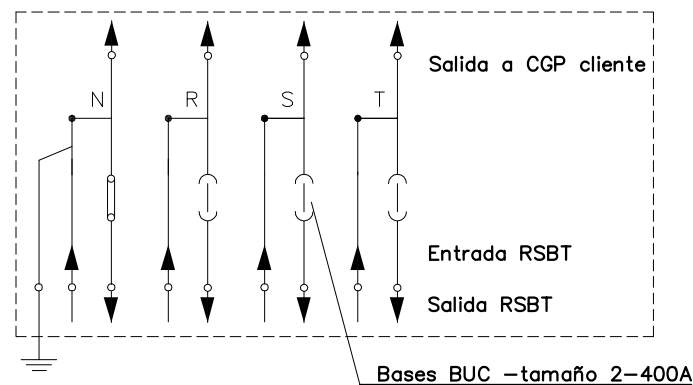 Salida a CGP cliente
N R S T
Entrada RSBT
Salida RSBT
Bases BUC -tamaño 2-400A